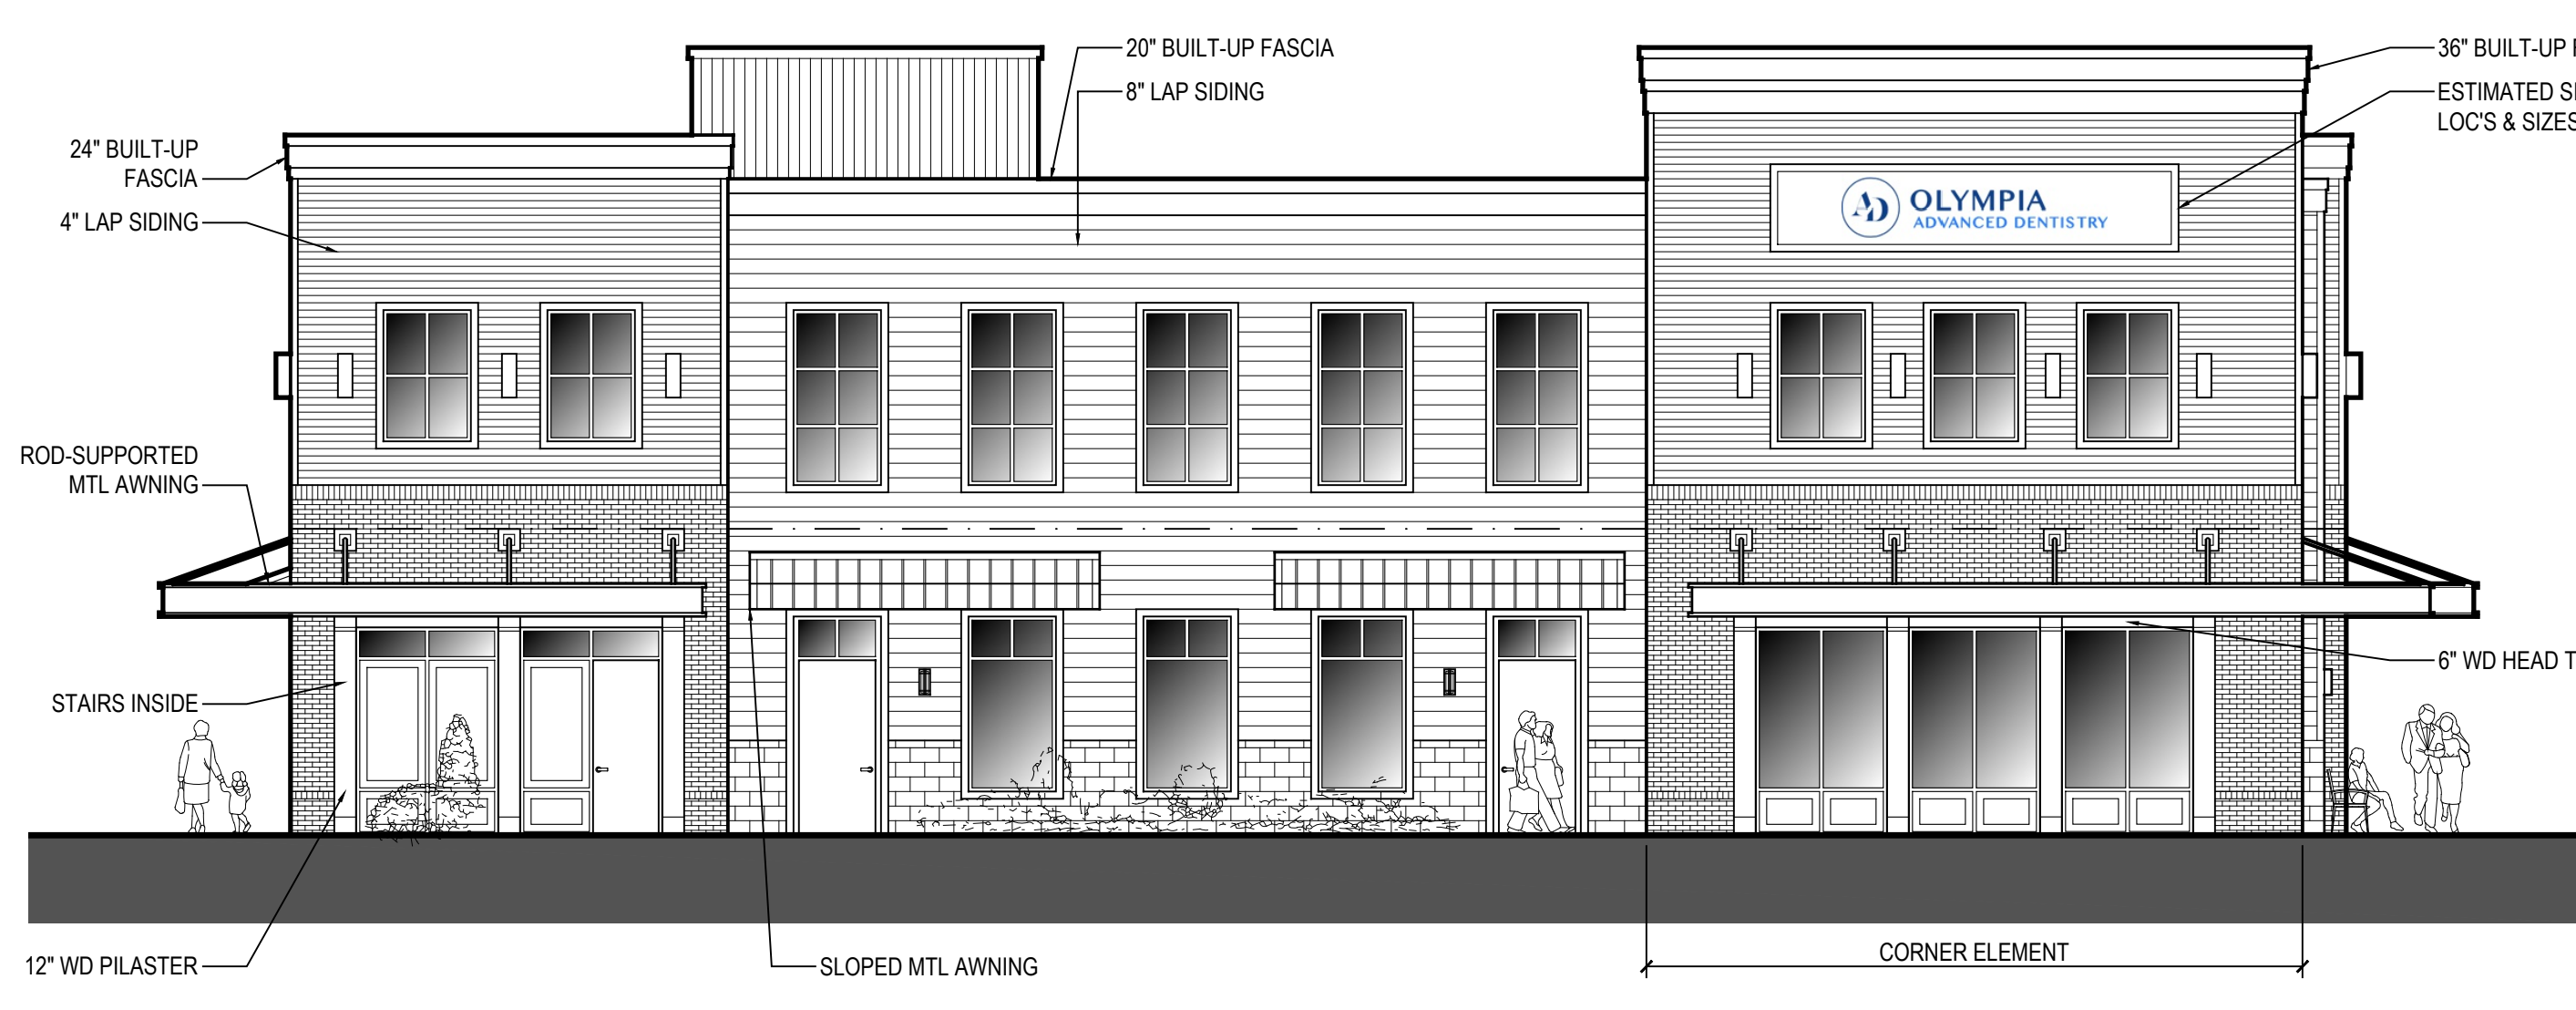 20" BUILT-UP FASCIA
8" LAP SIDING
36" BUILT-UP
ESTIMATED
LOC'S & SIZES
24" BUILT-UP
FASCIA
4" LAP SIDING
AD
OLYMPIA
ADVANCED DENTISTRY
ROD-SUPPORTED
MTL AWNING
6" WD HEAD
STAIRS INSIDE
12" WD PILASTER
SLOPED MTL AWNING
CORNER ELEMENT